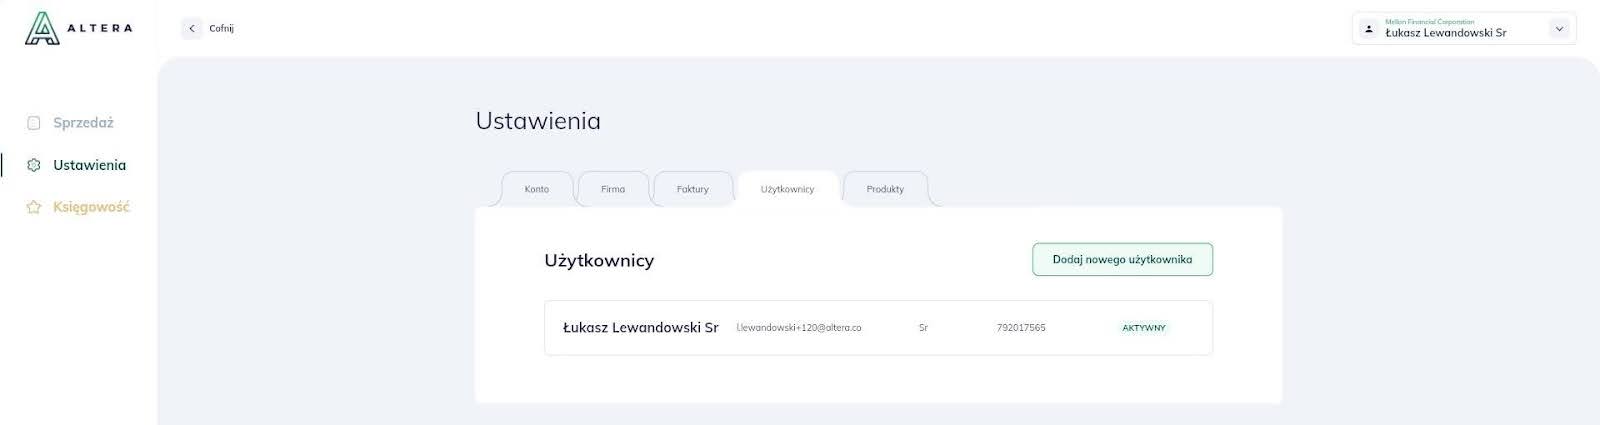 ALTERA
Cofnij
Mellon Financial Corporation
Łukasz Lewandowski Sr
Sprzedaż
Ustawienia
Księgowość
Ustawienia
Konto
Firma
Faktury
Użytkownicy
Produkty
Użytkownicy
Dodaj nowego użytkownika
Łukasz Lewandowski Sr
l.lewandowski+120@altera.co
Sr
792017565
AKTYWNY